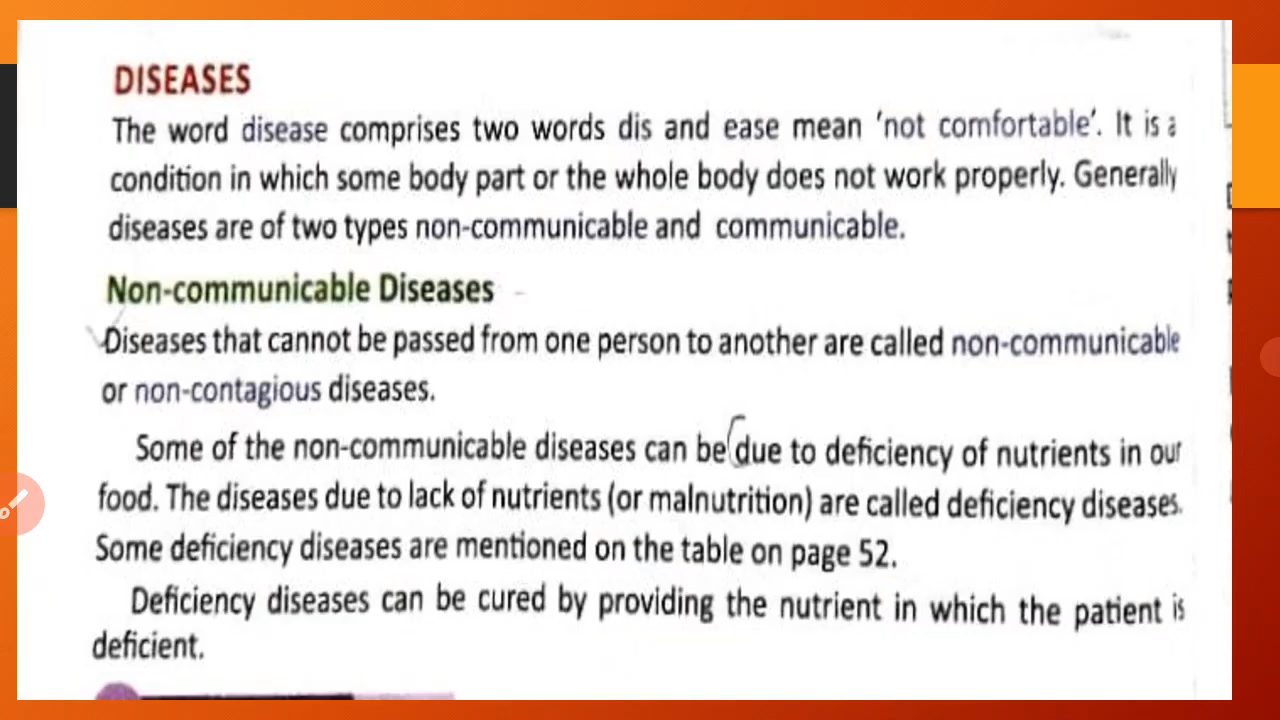 DISEASES
The word disease comprises two words dis and ease mean 'not comfortable'. It is a
condition in which some body part or the whole body does not work properly. Generally
diseases are of two types non-communicable and communicable.
Non-communicable Diseases
Diseases that cannot be passed from one person to another are called non-communicable
or non-contagious diseases.
Some of the non-communicable diseases can be due to deficiency of nutrients in our
food. The diseases due to lack of nutrients (or malnutrition) are called deficiency diseases.
Some deficiency diseases are mentioned on the table on page 52.
Deficiency diseases can be cured by providing the nutrient in which the patient is
deficient.